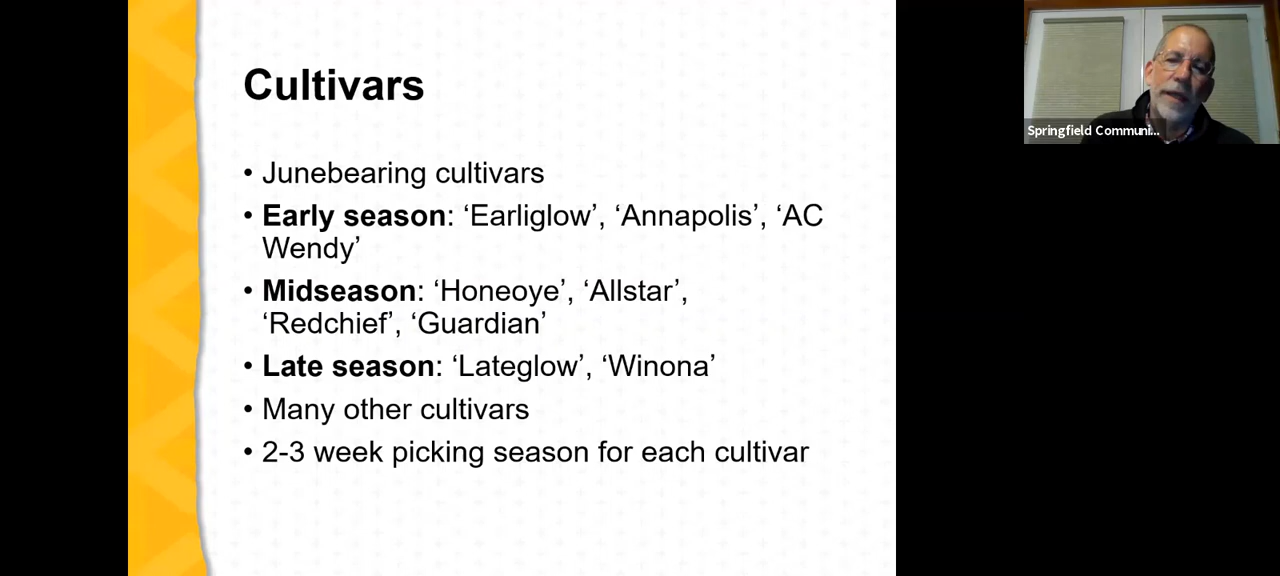 Cultivars
• Junebearing cultivars
• Early season: ‘Earliglow’, ‘Annapolis’, ‘AC
Wendy’
• Midseason: ‘Honeoye’, ‘Allstar’,
‘Redchief’, ‘Guardian’
• Late season: ‘Lateglow’, ‘Winona’
• Many other cultivars
• 2-3 week picking season for each cultivar
Springfield Communi...